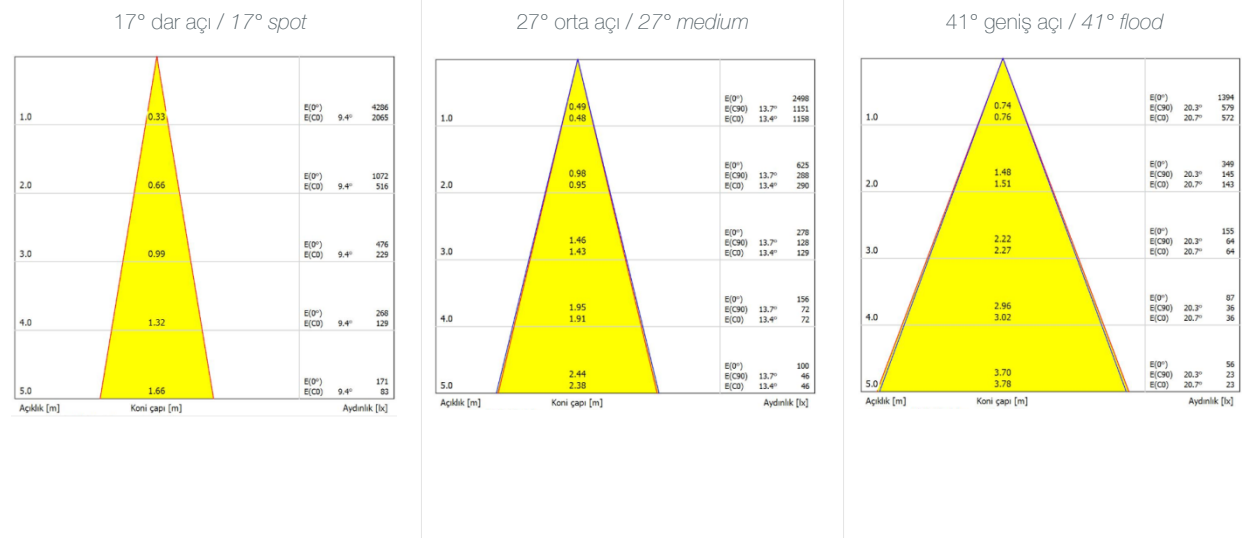 17° dar açı / 17° spot
0.33
E(0°) 4286
1.0 E(C0) 9.4° 2065
E(0°) 1072
2.0 0.66 E(C0) 9.4° 516
E(0°) 476
3.0 0.99 E(C0) 9.4° 229
E(0°) 268
4.0 1.32 E(C0) 9.4° 129
E(0°) 171
5.0 1.66 E(C0) 9.4° 83
Açıklık [m] Koni çapı [m] Aydınlık [lx]
27° orta açı / 27° medium
E(0°) 2498
0.49 E(C90) 13.7° 1151
1.0 0.48 E(C0) 13.4° 1158
E(0°) 625
0.98 E(C90) 13.7° 288
2.0 0.95 E(C0) 13.4° 290
E(0°) 278
1.46 E(C90) 13.7° 128
3.0 1.43 E(C0) 13.4° 129
E(0°) 156
1.95 E(C90) 13.7° 72
4.0 1.91 E(C0) 13.4° 72
E(0°) 100
2.44 E(C90) 13.7° 46
5.0 2.38 E(C0) 13.4° 46
Açıklık [m] Koni çapı [m] Aydınlık [lx]
41° geniş açı / 41° flood
E(0°) 1394
0.74 E(C90) 20.3° 579
1.0 0.76 E(C0) 20.7° 572
E(0°) 349
1.48 E(C90) 20.3° 145
2.0 1.51 E(C0) 20.7° 143
E(0°) 155
2.22 E(C90) 20.3° 64
3.0 2.27 E(C0) 20.7° 64
E(0°) 87
2.96 E(C90) 20.3° 36
4.0 3.02 E(C0) 20.7° 36
E(0°) 56
3.70 E(C90) 20.3° 23
5.0 3.78 E(C0) 20.7° 23
Açıklık [m] Koni çapı [m] Aydınlık [lx]